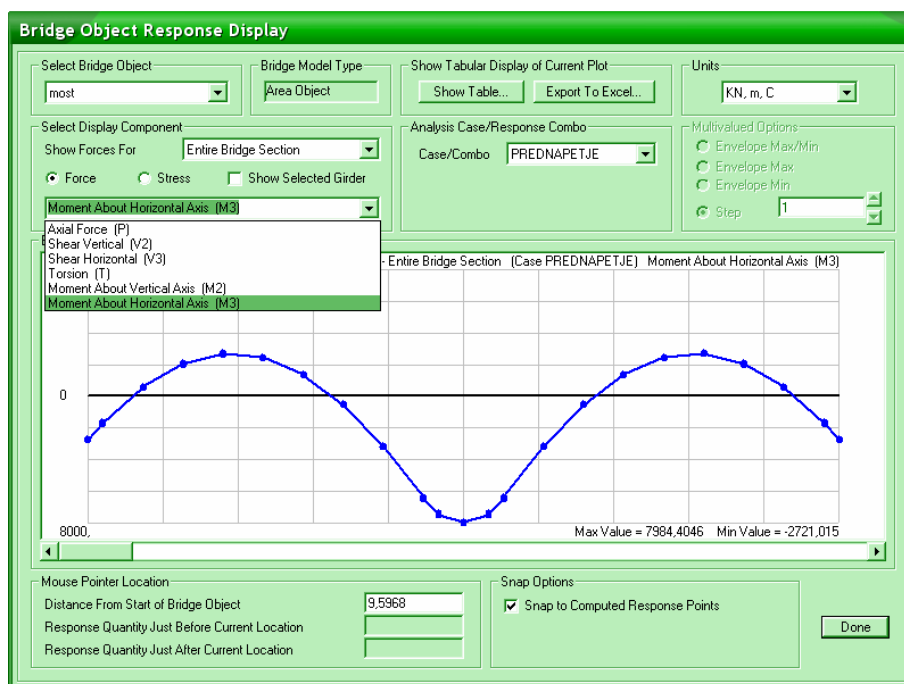 Bridge Object Response Display
Select Bridge Object
most
Bridge Model Type
Area Object
Show Tabular Display of Current Plot
Show Table...
Export To Excel...
Units
KN, m, C
Select Display Component
Show Forces For
Entire Bridge Section
Force
Stress
Show Selected Girder
Moment About Horizontal Axis (M3)
Axial Force (P)
Shear Vertical (V2)
Shear Horizontal (V3)
Torsion (T)
Moment About Vertical Axis (M2)
Moment About Horizontal Axis (M3)
Analysis Case/Response Combo
Case/Combo
PREDNAPETJE
Multivalued Options
Envelope Max/Min
Envelope Max
Envelope Min
Step
1
- Entire Bridge Section (Case PREDNAPETJE) Moment About Horizontal Axis (M3)
0
8000,
Max Value = 7984,4046 Min Value = -2721,015
Mouse Pointer Location
Distance From Start of Bridge Object
9,5968
Response Quantity Just Before Current Location
Response Quantity Just After Current Location
Snap Options
Snap to Computed Response Points
Done